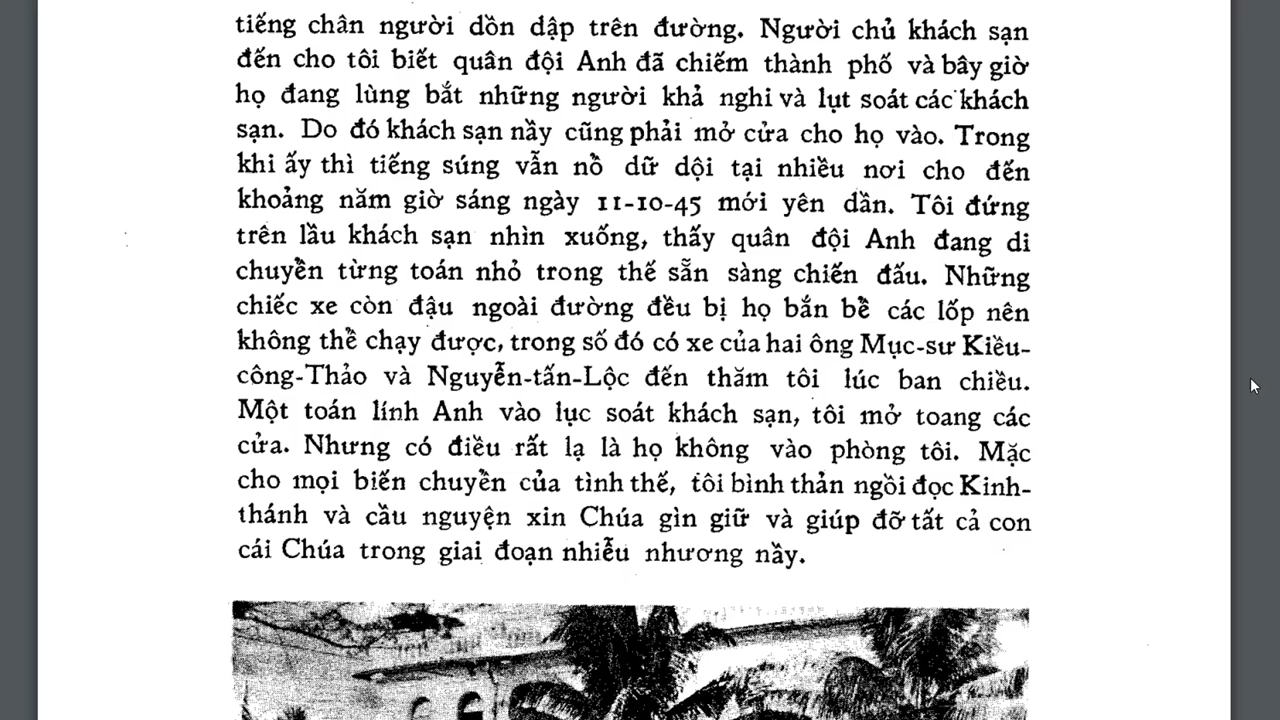 tiếng chân người dồn dập trên đường. Người chủ khách sạn
đến cho tôi biết quân đội Anh đã chiếm thành phố và bây giờ
họ đang lùng bắt những người khả nghi và lụt soát các khách
sạn. Do đó khách sạn nầy cũng phải mở cửa cho họ vào. Trong
khi ấy thì tiếng súng vẫn nổ dữ dội tại nhiều nơi cho đến
khoảng năm giờ sáng ngày 11-10-45 mới yên dần. Tôi đứng
trên lầu khách sạn nhìn xuống, thấy quân đội Anh đang di
chuyển từng toán nhỏ trong thế sẵn sàng chiến đấu. Những
chiếc xe còn đậu ngoài đường đều bị họ bắn bể các lốp nên
không thể chạy được, trong số đó có xe của hai ông Mục-sư Kiều-
công-Thảo và Nguyễn-tấn-Lộc đến thăm tôi lúc ban chiều.
Một toán lính Anh vào lục soát khách sạn, tôi mở toang các
cửa. Nhưng có điều rất lạ là họ không vào phòng tôi. Mặc
cho mọi biến chuyển của tình thế, tôi bình thản ngồi đọc Kinh-
thánh và cầu nguyện xin Chúa gìn giữ và giúp đỡ tất cả con
cái Chúa trong giai đoạn nhiễu nhương nầy.